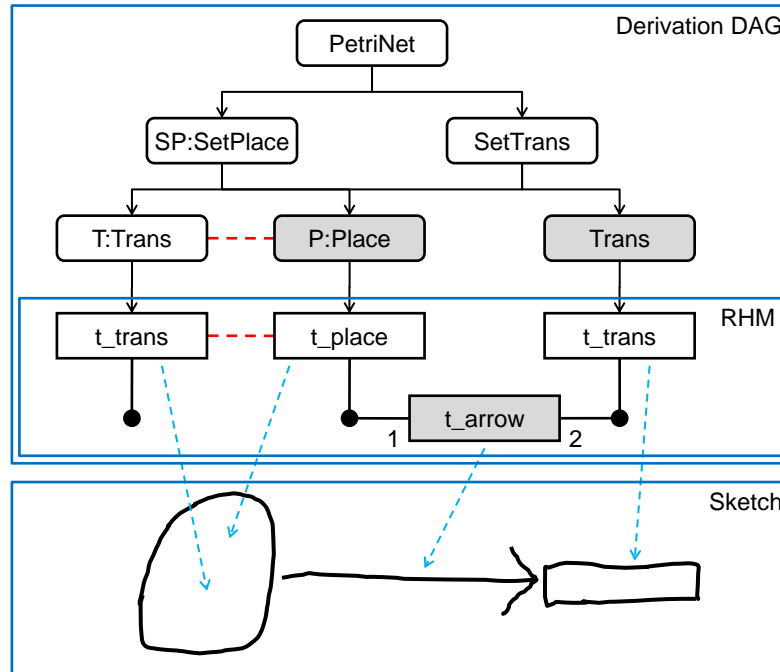 Derivation DAG
PetriNet
SP:SetPlace
SetTrans
T:Trans
P:Place
Trans
RHM
t_trans
t_place
t_trans
t_arrow
1
2
Sketch